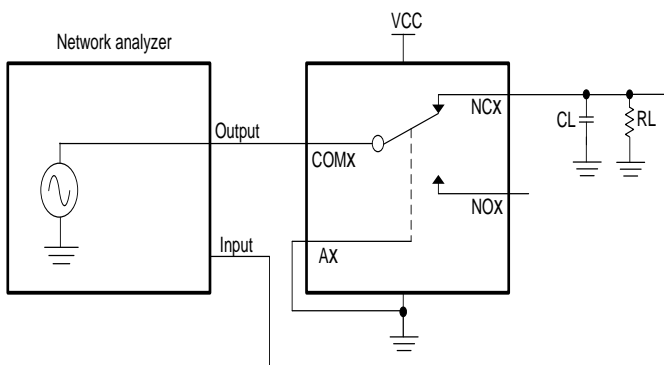 VCC
Network analyzer
Output
NCX
CL
RL
COMX
NOX
Input
AX